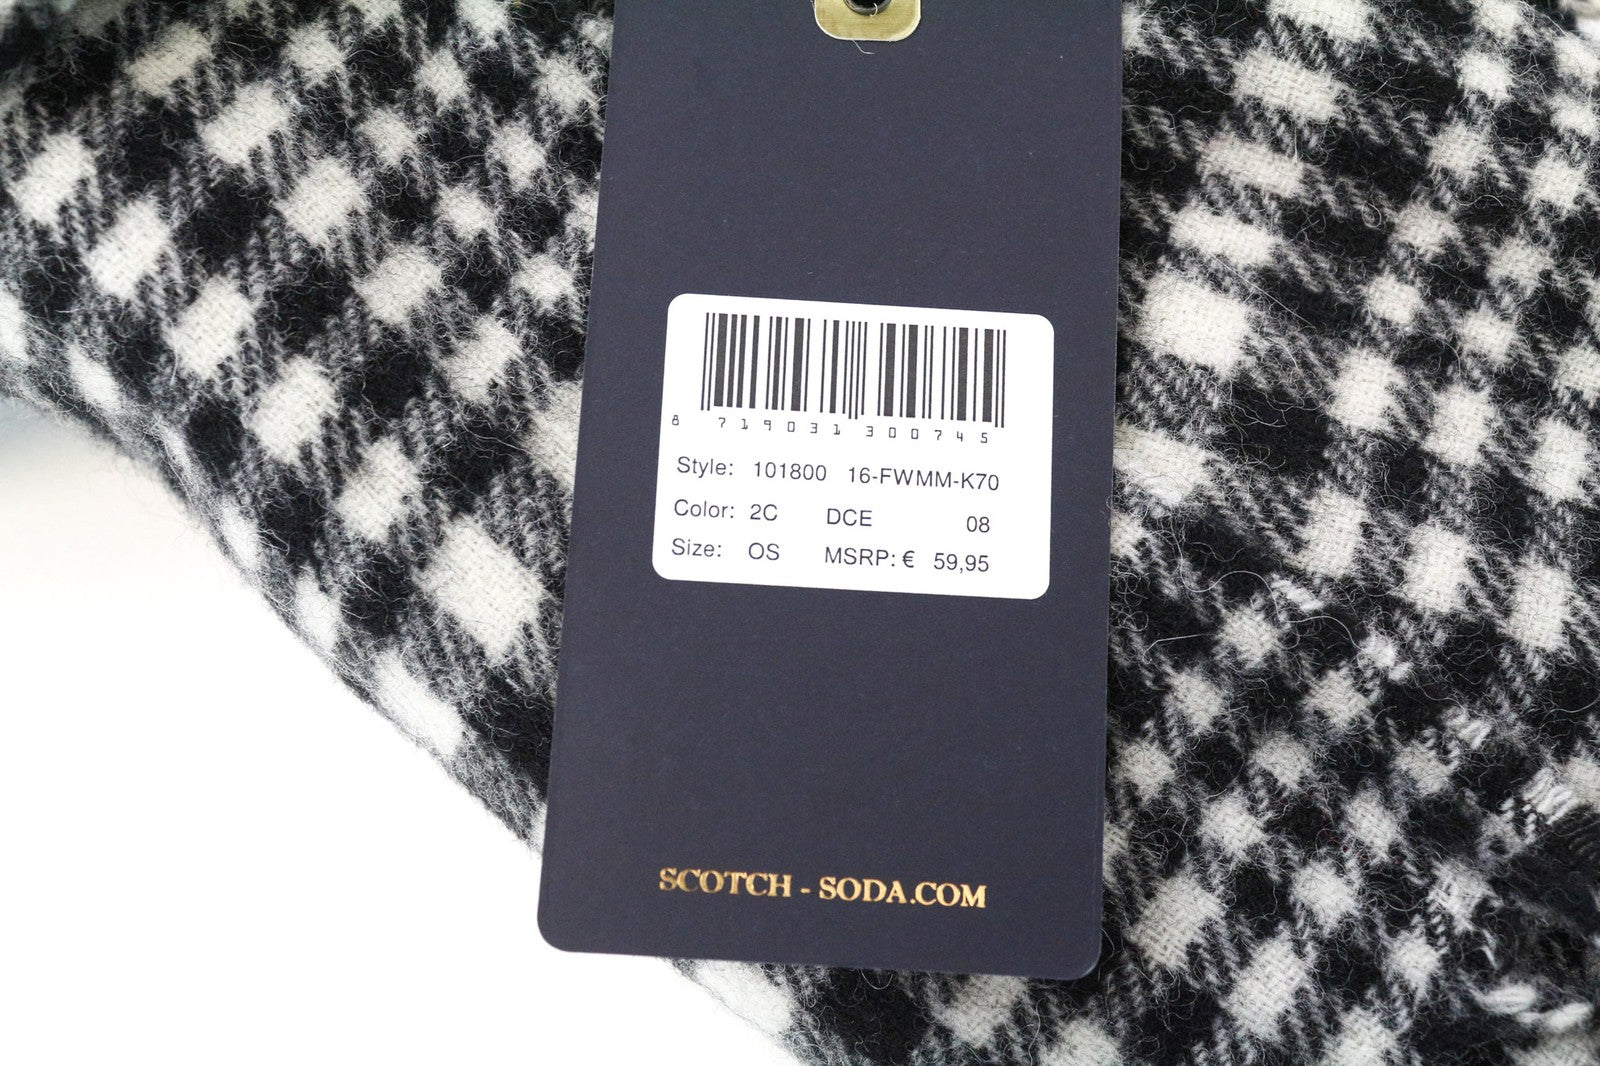 8 719031 300745
Style: 101800 16-FWMM-K70
Color: 2C DCE 08
Size: OS MSRP: € 59,95
SCOTCH - SODA.COM